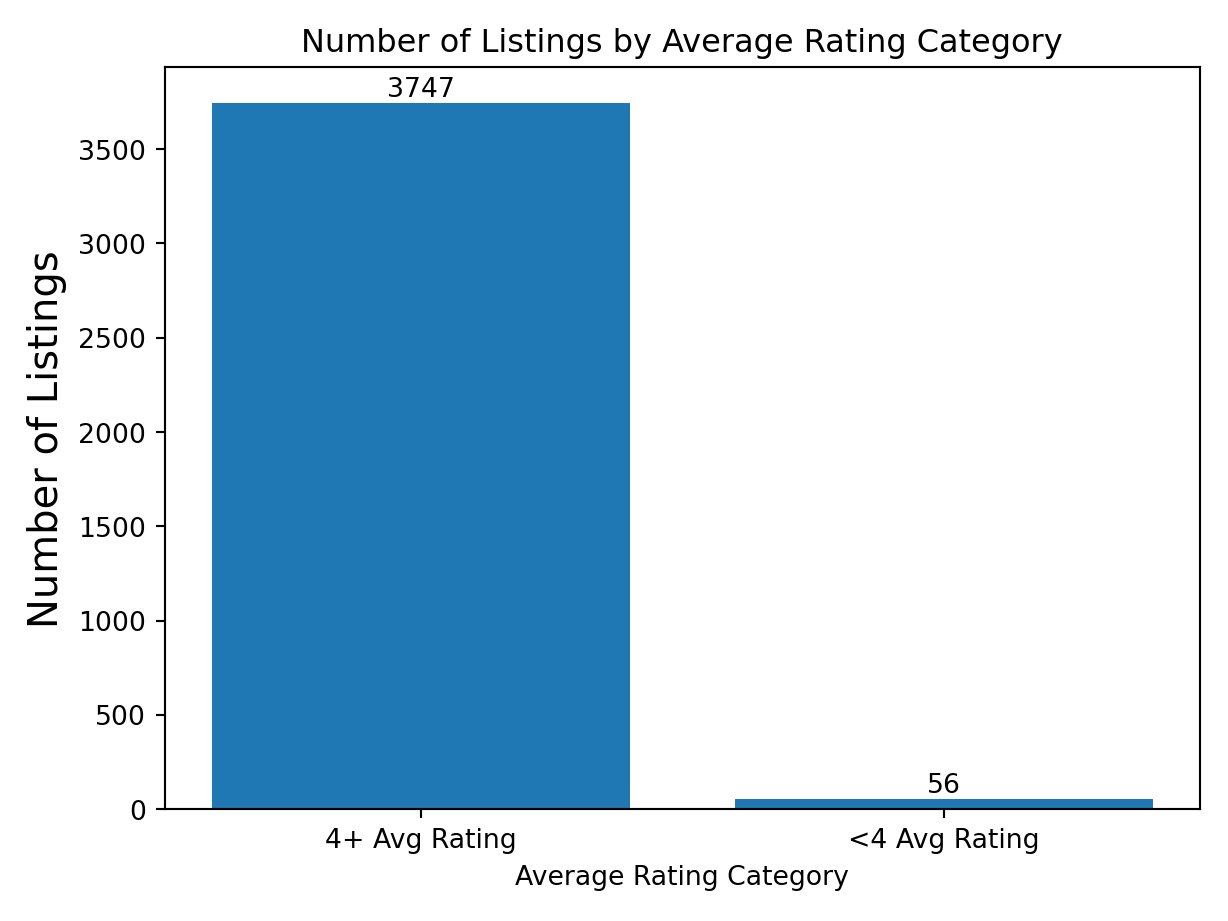 Number of Listings by Average Rating Category
3747
3500
3000
2500
2000
1500
1000
500
0
Number of Listings
56
4+ Avg Rating
<4 Avg Rating
Average Rating Category